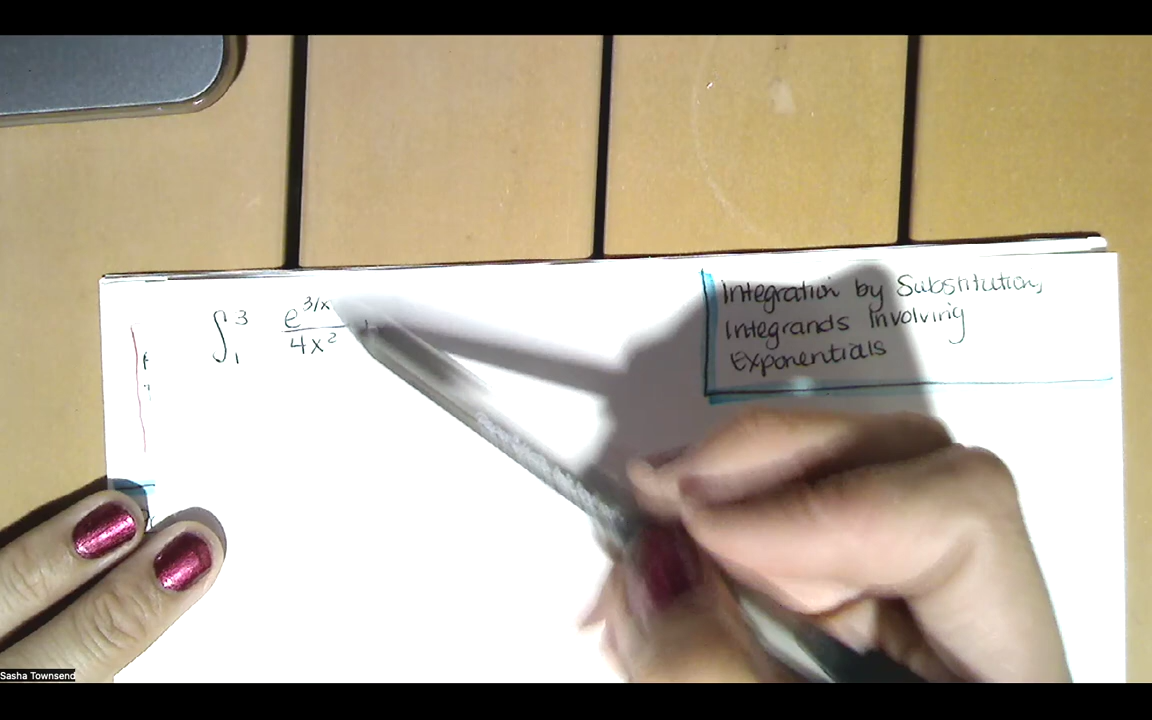 ∫₁³ e^(3/x) / 4x²
Integration by Substitution,
Integrands Involving
Exponentials
Sasha Townsend